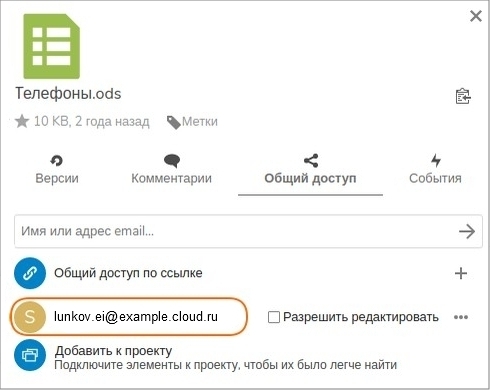 Телефоны.ods
10 KB, 2 года назад Метки
Версии Комментарии Общий доступ События
Имя или адрес email...
Общий доступ по ссылке
S lunkov.ei@example.cloud.ru Разрешить редактировать
Добавить к проекту
Подключите элементы к проекту, чтобы их было легче найти